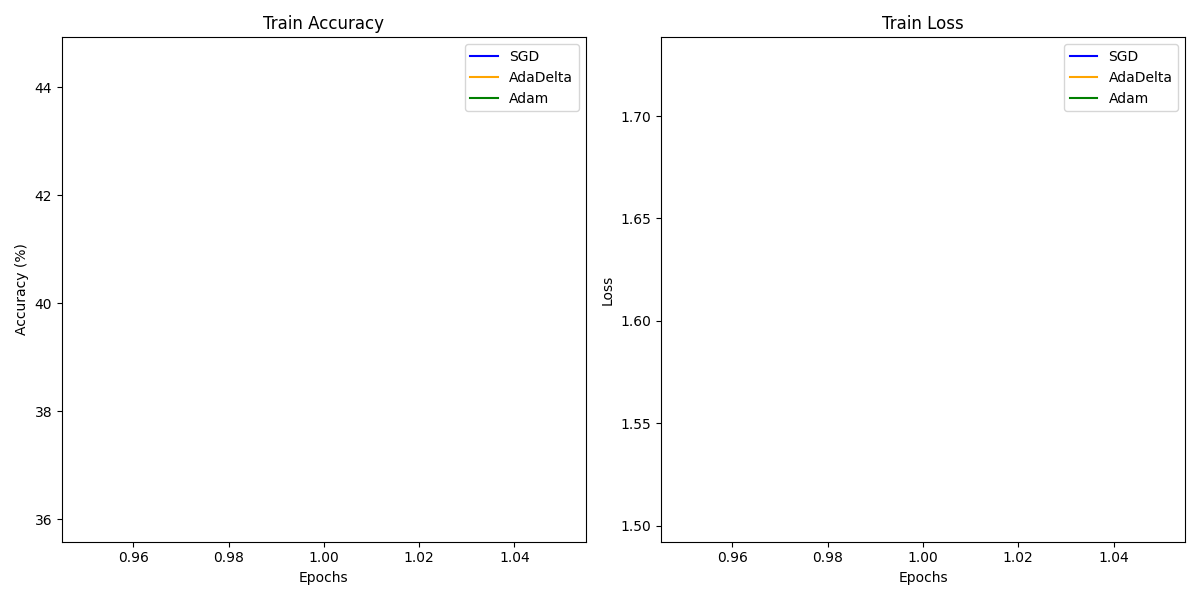 Train Accuracy
SGD
AdaDelta
Adam
44
42
40
38
36
Accuracy (%)
0.96
0.98
1.00
1.02
1.04
Epochs
Train Loss
SGD
AdaDelta
Adam
1.70
1.65
1.60
1.55
1.50
Loss
0.96
0.98
1.00
1.02
1.04
Epochs